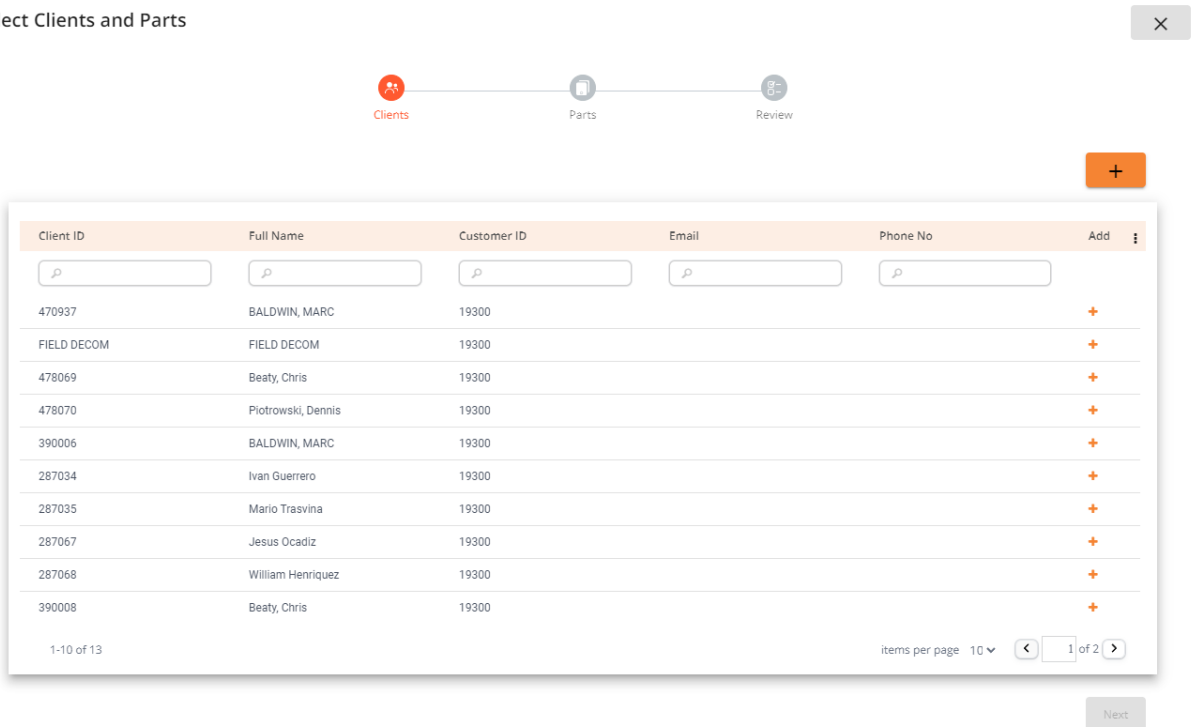 ect Clients and Parts
Clients Parts Review
Client ID Full Name Customer ID Email Phone No Add
470937 BALDWIN, MARC 19300
FIELD DECOM FIELD DECOM 19300
478069 Beaty, Chris 19300
478070 Piotrowski, Dennis 19300
390006 BALDWIN, MARC 19300
287034 Ivan Guerrero 19300
287035 Mario Trasvina 19300
287067 Jesus Ocadiz 19300
287068 William Henriquez 19300
390008 Beaty, Chris 19300
1-10 of 13 items per page 10 1 of 2
Next